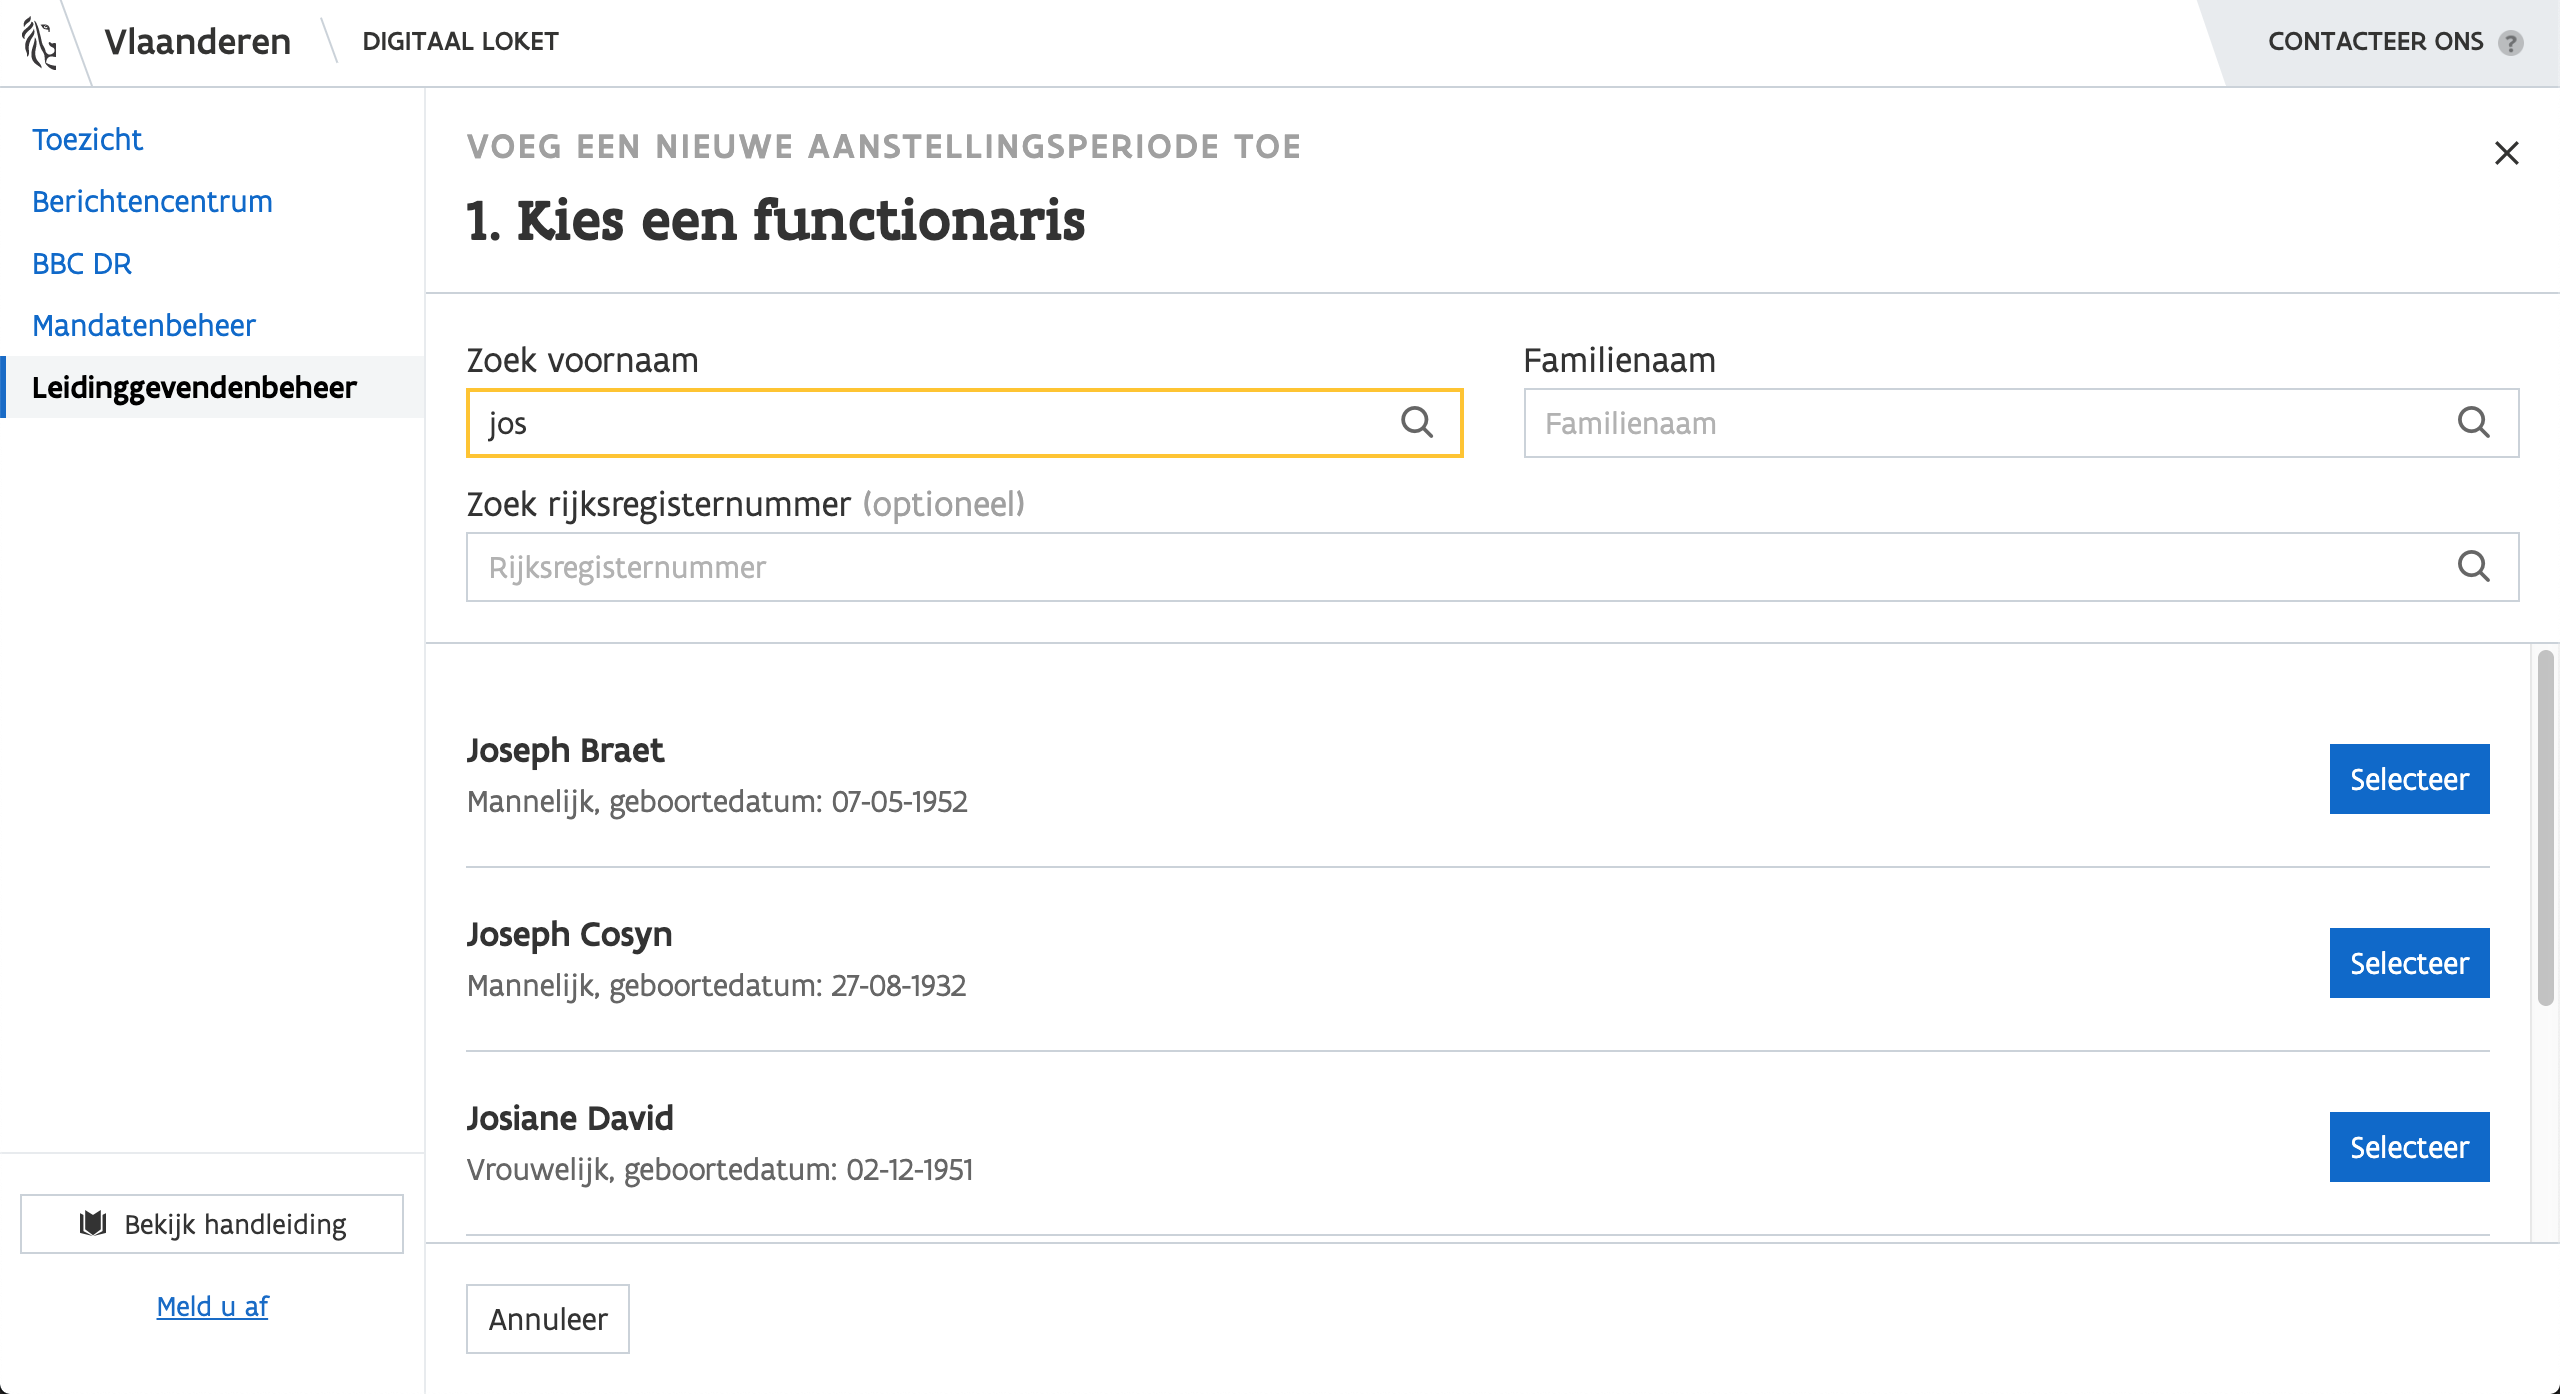 Vlaanderen
DIGITAAL LOKET
CONTACTEER ONS ?
Toezicht
Berichtencentrum
BBC DR
Mandatenbeheer
Leidinggevendenbeheer
Bekijk handleiding
Meld u af
VOEG EEN NIEUWE AANSTELLINGSPERIODE TOE
1. Kies een functionaris
Zoek voornaam
jos
Familienaam
Familienaam
Zoek rijksregisternummer (optioneel)
Rijksregisternummer
Joseph Braet
Mannelijk, geboortedatum: 07-05-1952
Selecteer
Joseph Cosyn
Mannelijk, geboortedatum: 27-08-1932
Selecteer
Josiane David
Vrouwelijk, geboortedatum: 02-12-1951
Selecteer
Annuleer